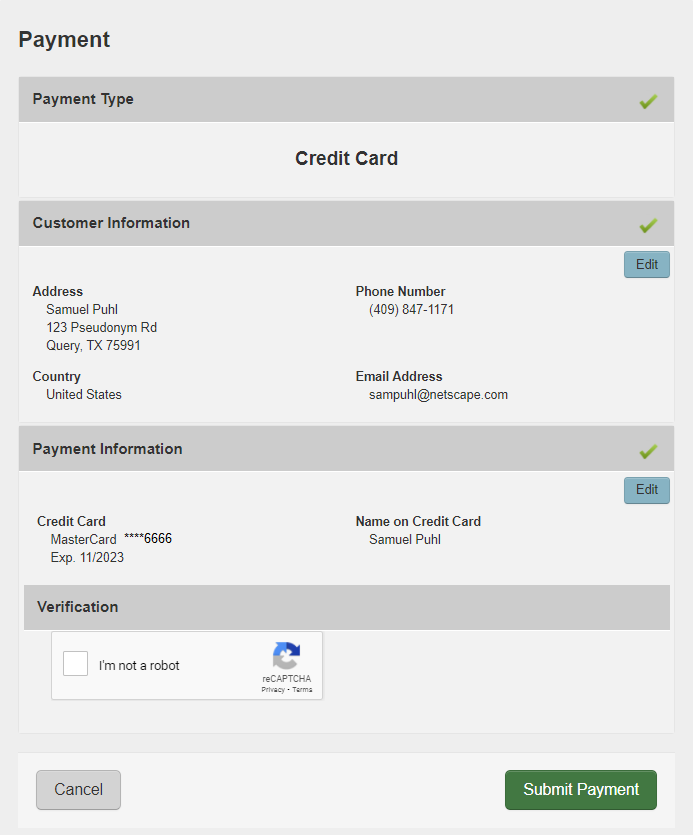 Payment
Payment Type
Credit Card
Customer Information
Edit
Address
Samuel Puhl
123 Pseudonym Rd
Query, TX 75991
Phone Number
(409) 847-1171
Country
United States
Email Address
sampuhl@netscape.com
Payment Information
Edit
Credit Card
MasterCard ****6666
Exp. 11/2023
Name on Credit Card
Samuel Puhl
Verification
I'm not a robot
reCAPTCHA
Privacy - Terms
Cancel
Submit Payment